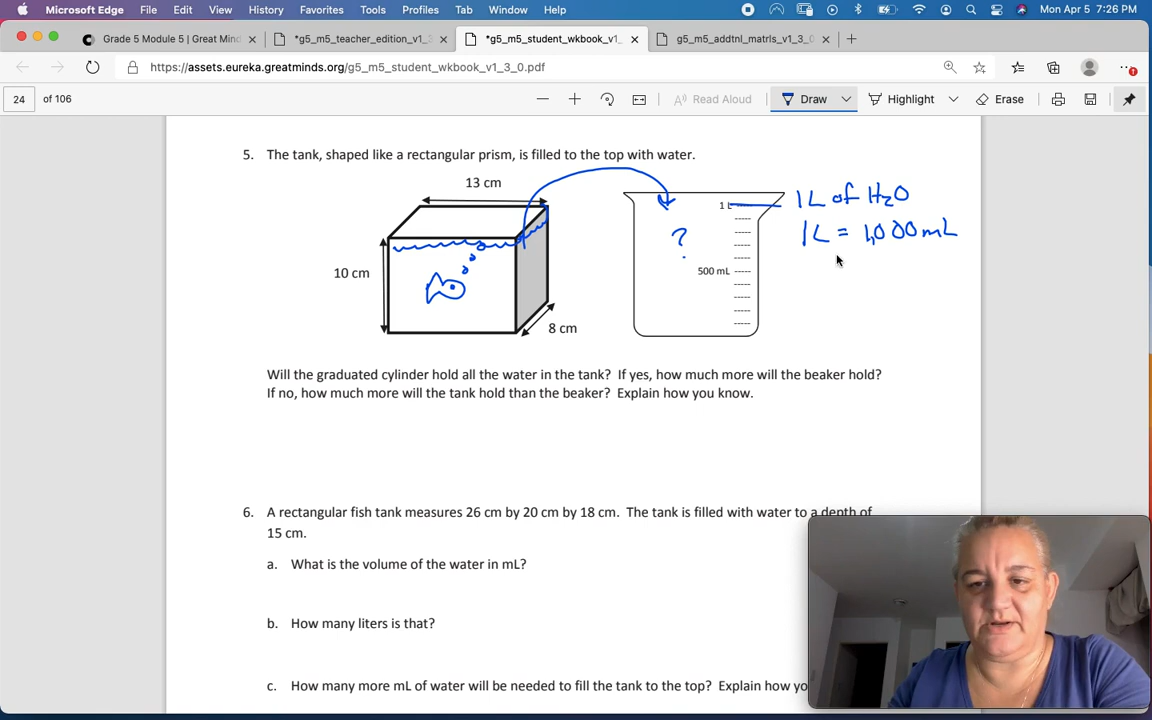 Microsoft Edge File Edit View History Favorites Tools Profiles Tab Window Help Mon Apr 5 7:26 PM
Grade 5 Module 5 | Great Mind
*g5_m5_teacher_edition_v1_3
*g5_m5_student_wkbook_v1_
g5_m5_addtnl_matrls_v1_3_0
https://assets.eureka.greatminds.org/g5_m5_student_wkbook_v1_3_0.pdf
24 of 106 Read Aloud Draw Highlight Erase
5. The tank, shaped like a rectangular prism, is filled to the top with water.
13 cm
10 cm
8 cm
1 L
?
500 mL
1L of H2O
1L = 1,000mL
Will the graduated cylinder hold all the water in the tank? If yes, how much more will the beaker hold?
If no, how much more will the tank hold than the beaker? Explain how you know.
6. A rectangular fish tank measures 26 cm by 20 cm by 18 cm. The tank is filled with water to a depth of
15 cm.
a. What is the volume of the water in mL?
b. How many liters is that?
c. How many more mL of water will be needed to fill the tank to the top? Explain how yo